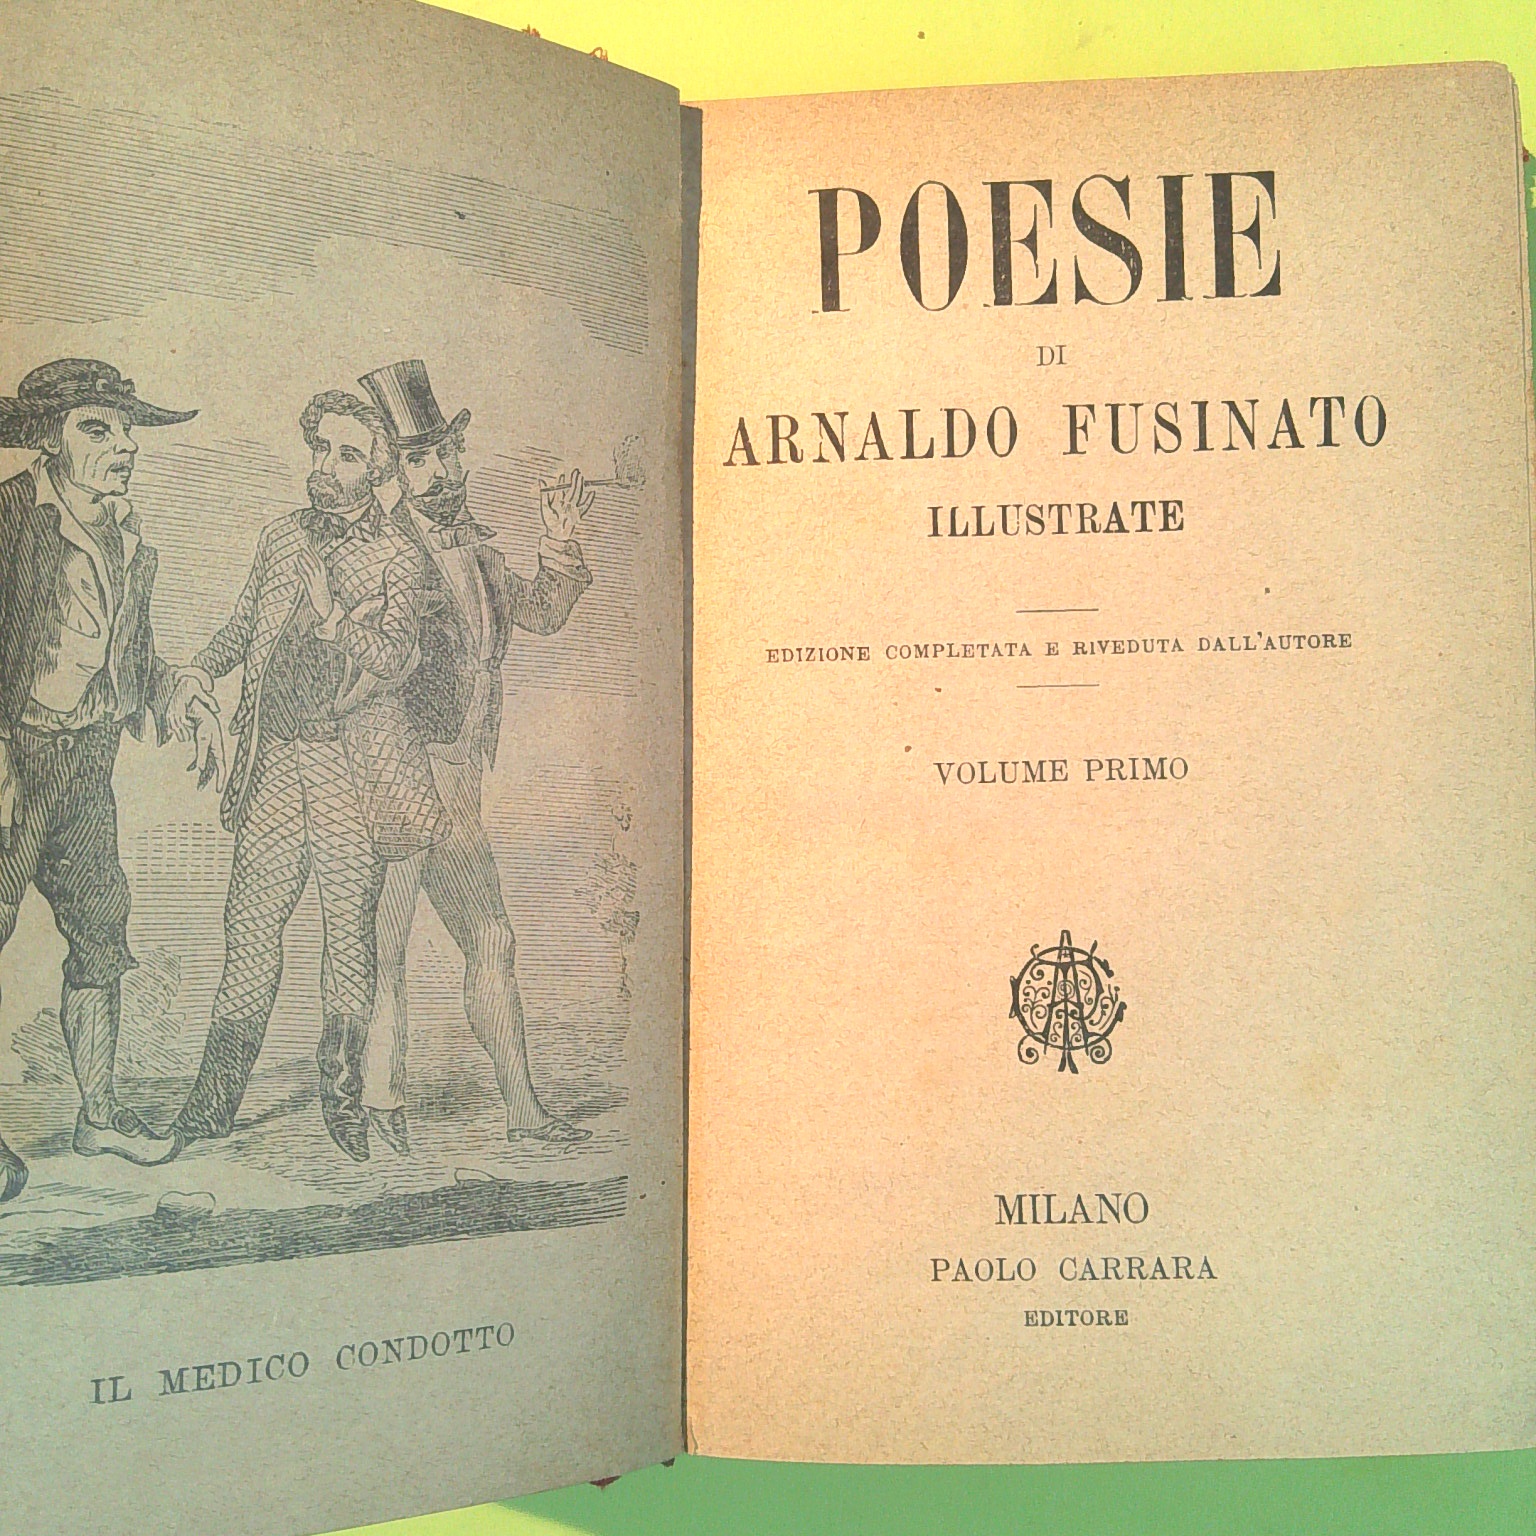 IL MEDICO CONDOTTO
POESIE
DI
ARNALDO FUSINATO
ILLUSTRATE
EDIZIONE COMPLETATA E RIVEDUTA DALL'AUTORE
VOLUME PRIMO
MILANO
PAOLO CARRARA
EDITORE